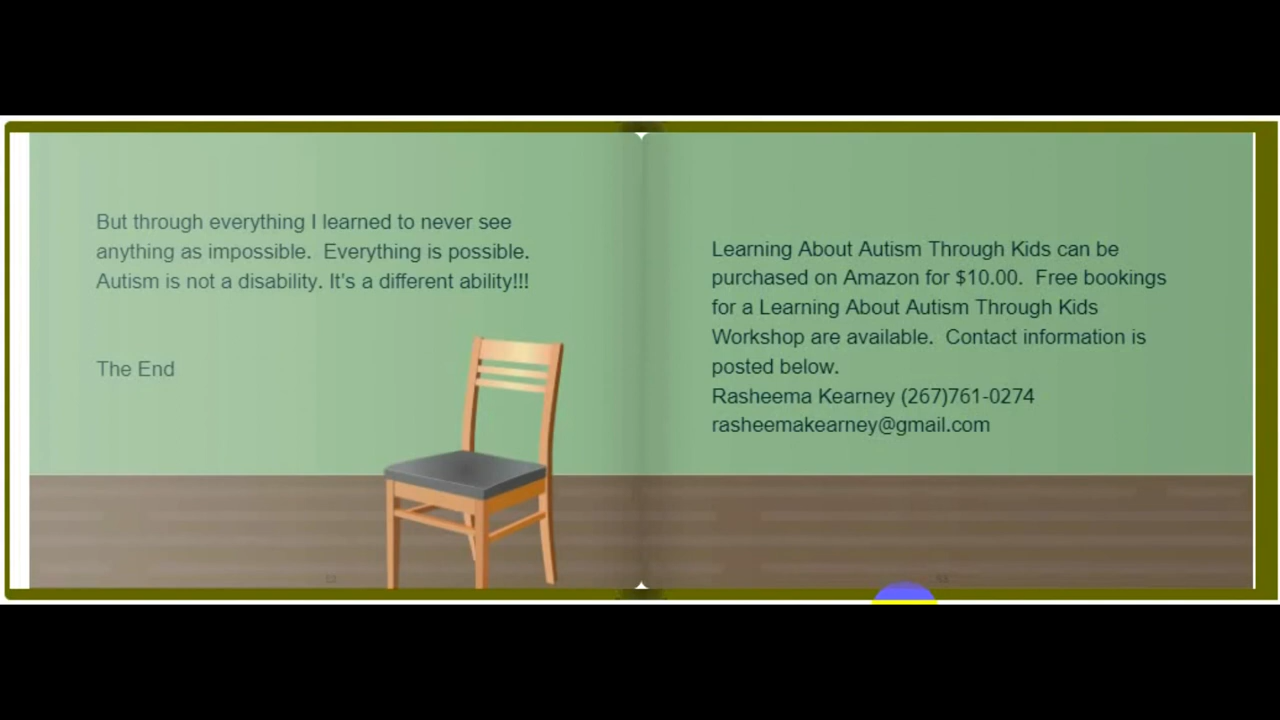 But through everything I learned to never see
anything as impossible.  Everything is possible.
Autism is not a disability. It's a different ability!!!
The End
Learning About Autism Through Kids can be
purchased on Amazon for $10.00.  Free bookings
for a Learning About Autism Through Kids
Workshop are available.  Contact information is
posted below.
Rasheema Kearney (267)761-0274
rasheemakearney@gmail.com